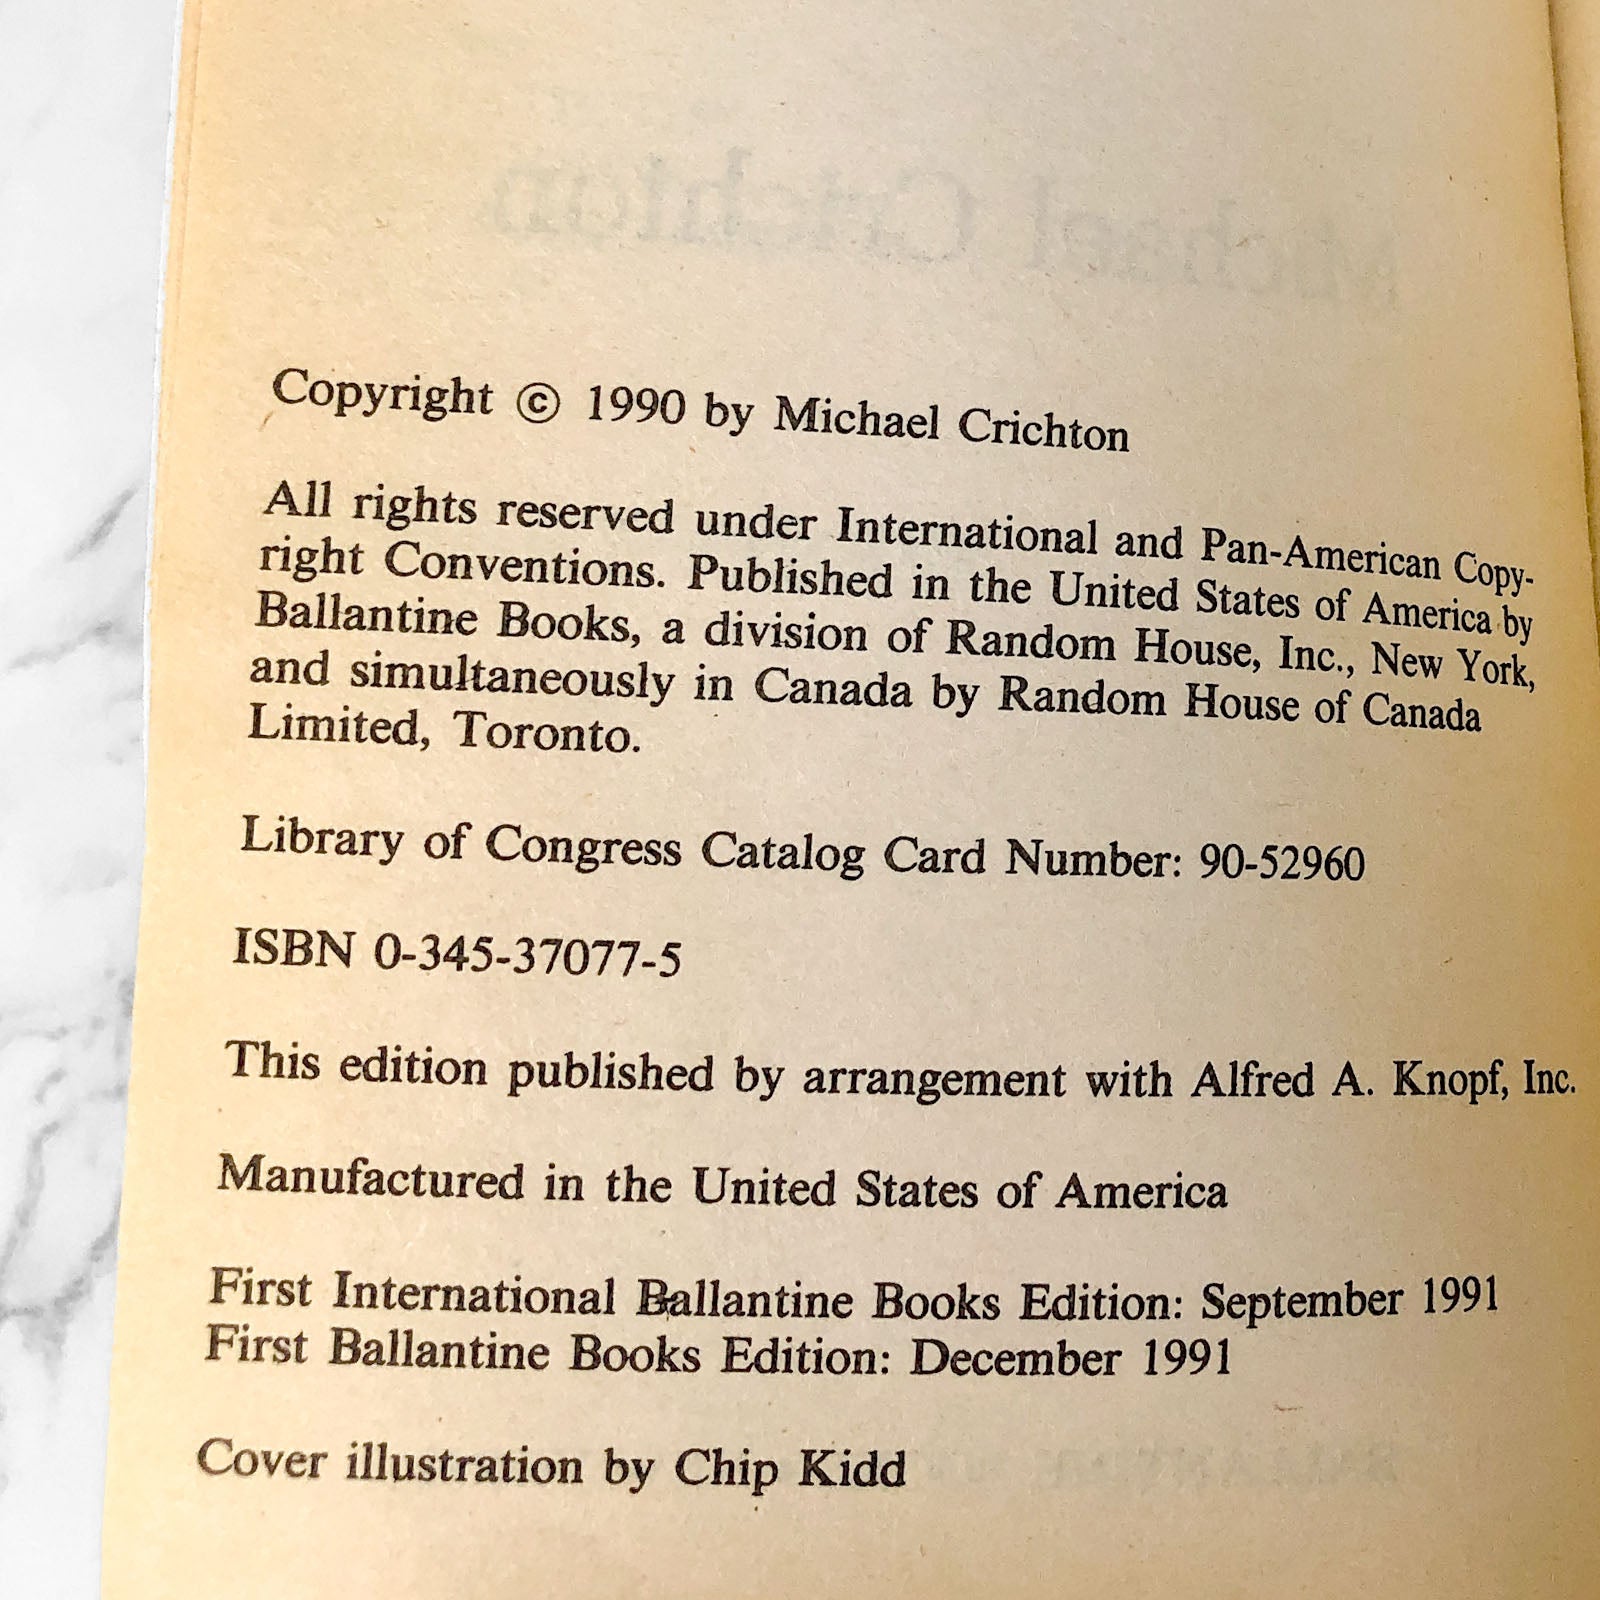 Michael Crichton
Copyright © 1990 by Michael Crichton
All rights reserved under International and Pan-American Copy-
right Conventions. Published in the United States of America by
Ballantine Books, a division of Random House, Inc., New York,
and simultaneously in Canada by Random House of Canada
Limited, Toronto.
Library of Congress Catalog Card Number: 90-52960
ISBN 0-345-37077-5
This edition published by arrangement with Alfred A. Knopf, Inc.
Manufactured in the United States of America
First International Ballantine Books Edition: September 1991
First Ballantine Books Edition: December 1991
Cover illustration by Chip Kidd